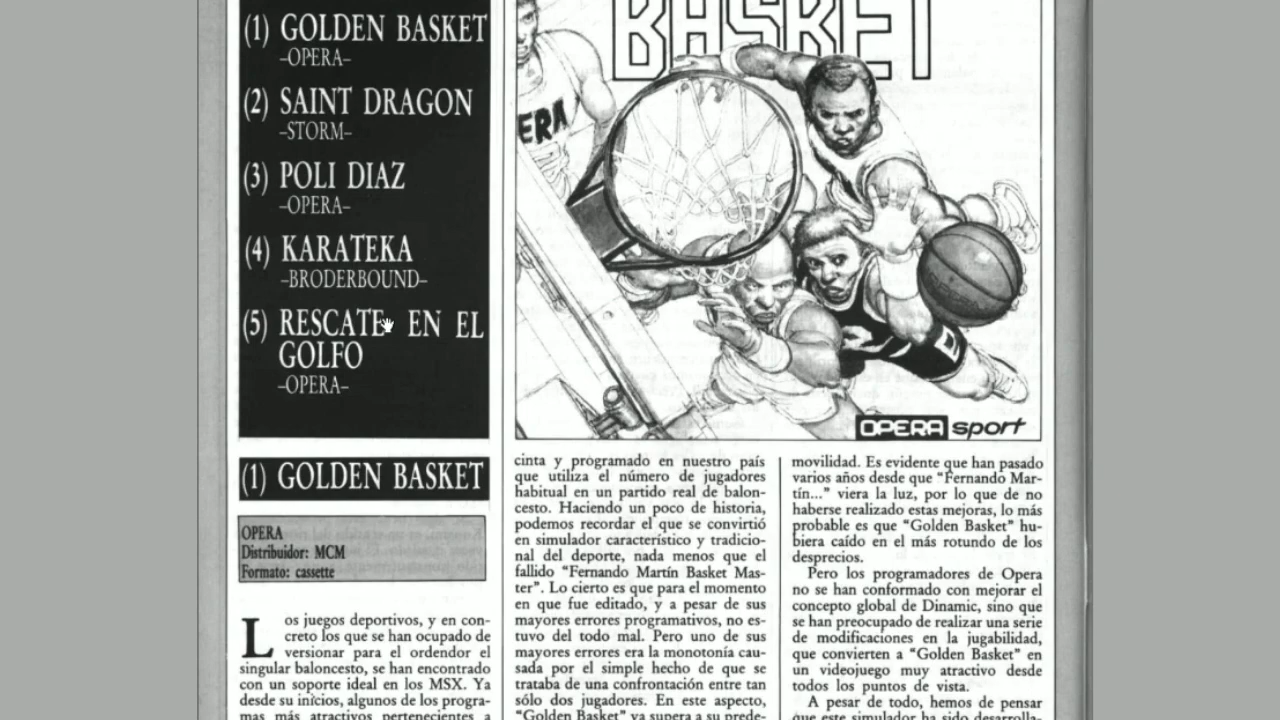 (1) GOLDEN BASKET
–OPERA–
(2) SAINT DRAGON
–STORM–
(3) POLI DIAZ
–OPERA–
(4) KARATEKA
–BRODERBOUND–
(5) RESCATE EN EL
GOLFO
–OPERA–
BASKET
ERA
OPERA sport
(1) GOLDEN BASKET
OPERA
Distribuidor: MCM
Formato: cassette
Los juegos deportivos, y en con-
creto los que se han ocupado de
versionar para el ordendor el
singular baloncesto, se han encontrado
con un soporte ideal en los MSX. Ya
desde su inicios, algunos de los progra-
mas más atractivos pertenecientes a
cinta y programado en nuestro país
que utiliza el número de jugadores
habitual en un partido real de balon-
cesto. Haciendo un poco de historia,
podemos recordar el que se convirtió
en simulador característico y tradicio-
nal del deporte, nada menos que el
fallido “Fernando Martín Basket Mas-
ter”. Lo cierto es que para el momento
en que fue editado, y a pesar de sus
mayores errores programativos, no es-
tuvo del todo mal. Pero uno de sus
mayores errores era la monotonía cau-
sada por el simple hecho de que se
trataba de una confrontación entre tan
sólo dos jugadores. En este aspecto,
“Golden Basket” ya supera a su prede-
movilidad. Es evidente que han pasado
varios años desde que “Fernando Mar-
tín...” viera la luz, por lo que de no
haberse realizado estas mejoras, lo más
probable es que “Golden Basket” hu-
biera caído en el más rotundo de los
desprecios.
Pero los programadores de Opera
no se han conformado con mejorar el
concepto global de Dinamic, sino que
se han preocupado de realizar una serie
de modificaciones en la jugabilidad,
que convierten a “Golden Basket” en
un videojuego muy atractivo desde
todos los puntos de vista.
A pesar de todo, hemos de pensar
que este simulador ha sido desarrolla-